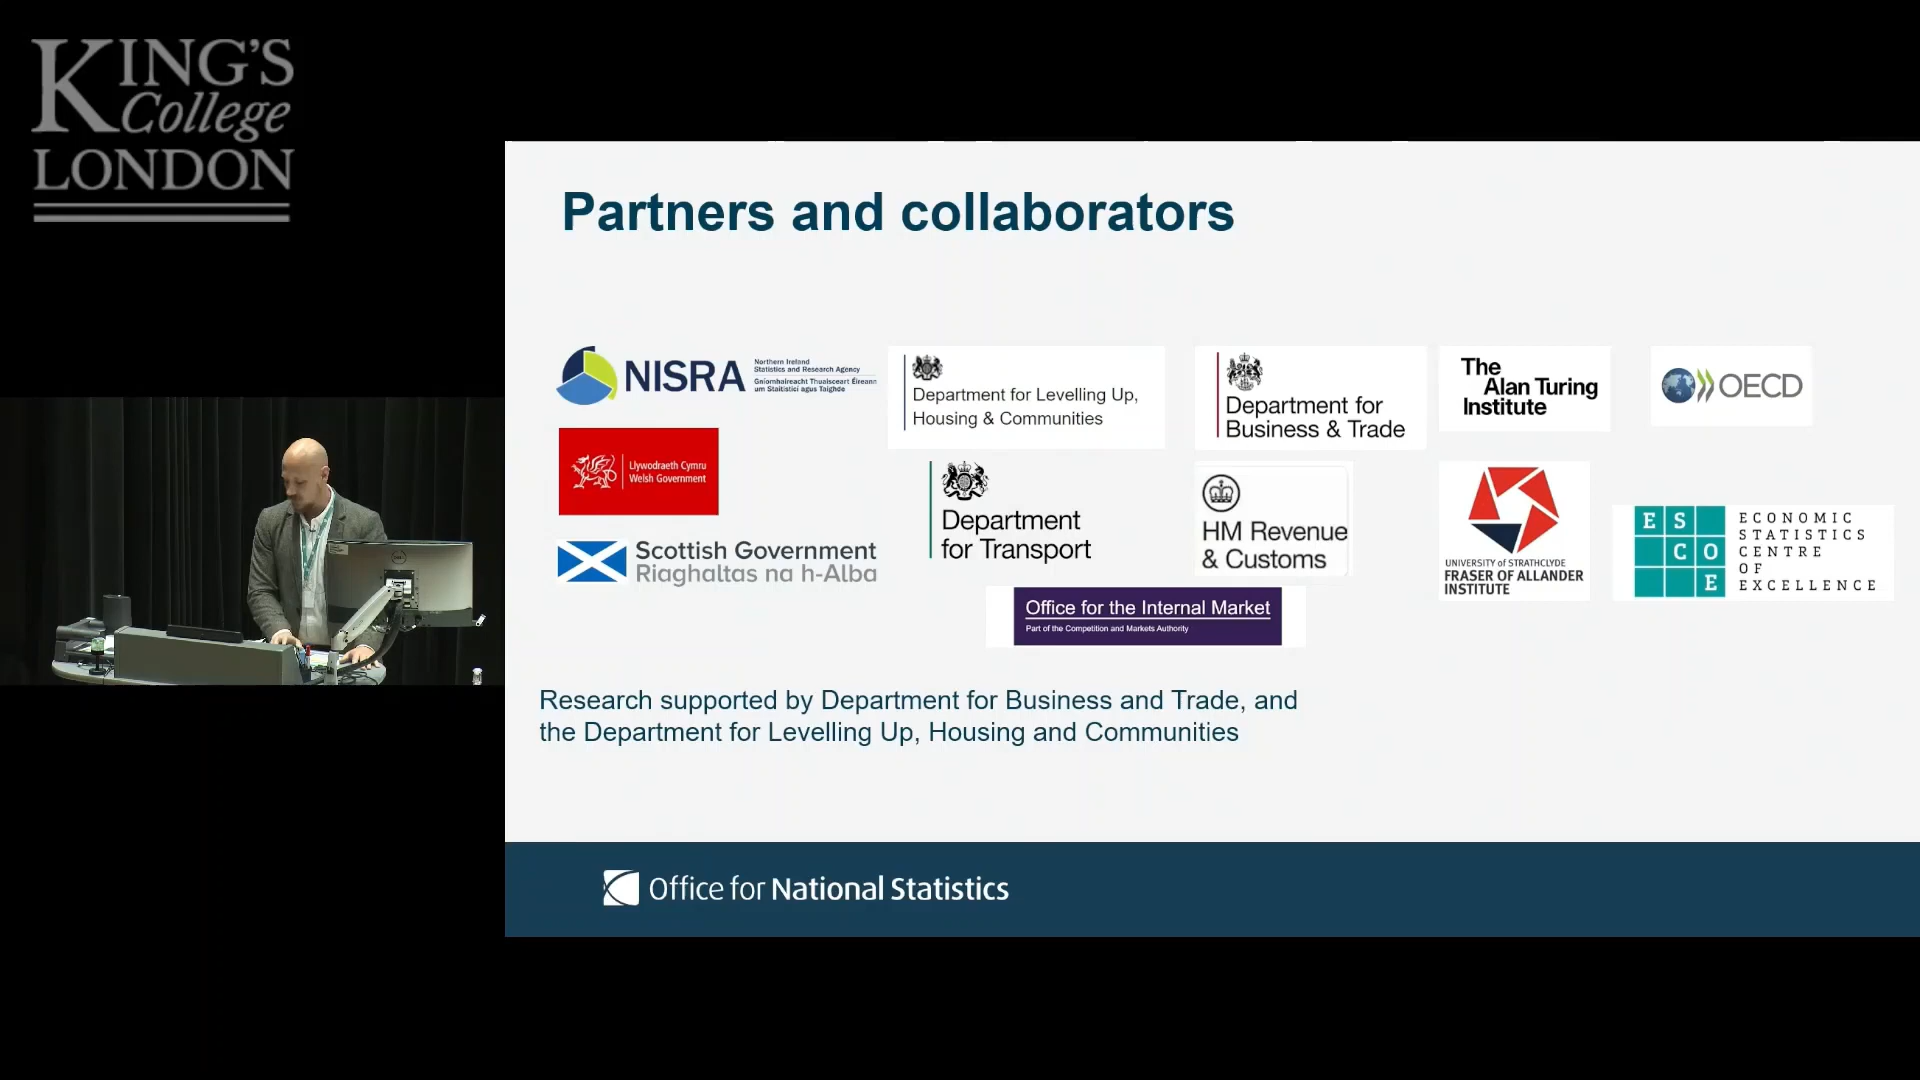 KING'S
College
LONDON
Partners and collaborators
NISRA
Northern Ireland
Statistics and Research Agency
Gníomhaireacht Thuaisceart Éireann
um Staitisticí agus Taighde
Department for Levelling Up,
Housing & Communities
Department for
Business & Trade
The
Alan Turing
Institute
OECD
Llywodraeth Cymru
Welsh Government
Department
for Transport
HM Revenue
& Customs
UNIVERSITY of STRATHCLYDE
FRASER OF ALLANDER
INSTITUTE
E S
C O
E
ECONOMIC
STATISTICS
CENTRE
OF
EXCELLENCE
Scottish Government
Riaghaltas na h-Alba
Office for the Internal Market
Part of the Competition and Markets Authority
Research supported by Department for Business and Trade, and
the Department for Levelling Up, Housing and Communities
Office for National Statistics